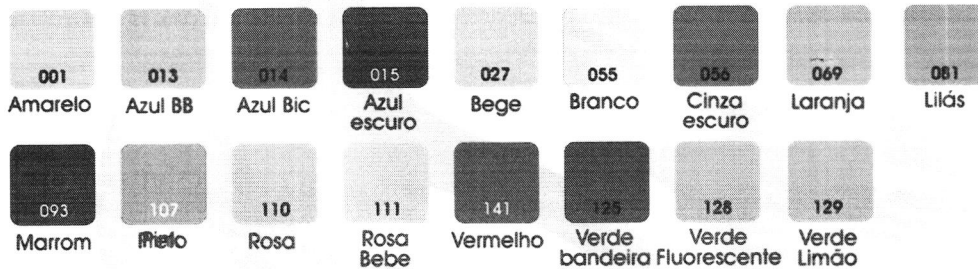 001 013 014 015 027 055 056 069 081
Amarelo Azul BB Azul Bic Azul Bege Branco Cinza Laranja Lilás
escuro escuro
093 107 110 111 141 125 128 129
Marrom Rosa Rosa Vermelho Verde Verde Verde
Bebe bandeira Fluorescente Limão